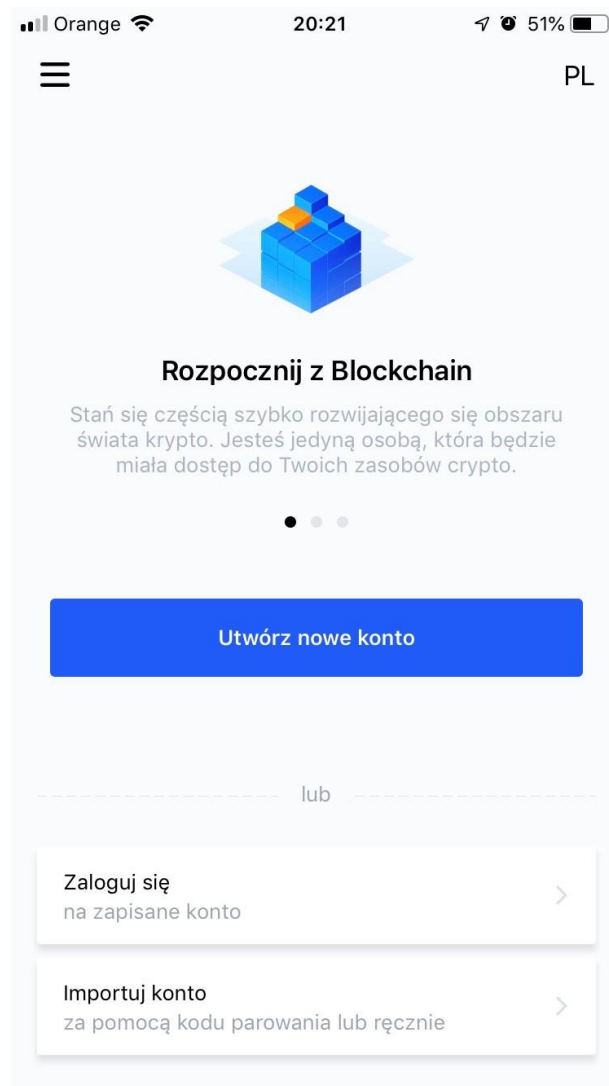 Orange 20:21 51%
PL
Rozpocznij z Blockchain
Stań się częścią szybko rozwijającego się obszaru
świata krypto. Jesteś jedyną osobą, która będzie
miała dostęp do Twoich zasobów crypto.
Utwórz nowe konto
lub
Zaloguj się
na zapisane konto
Importuj konto
za pomocą kodu parowania lub ręcznie